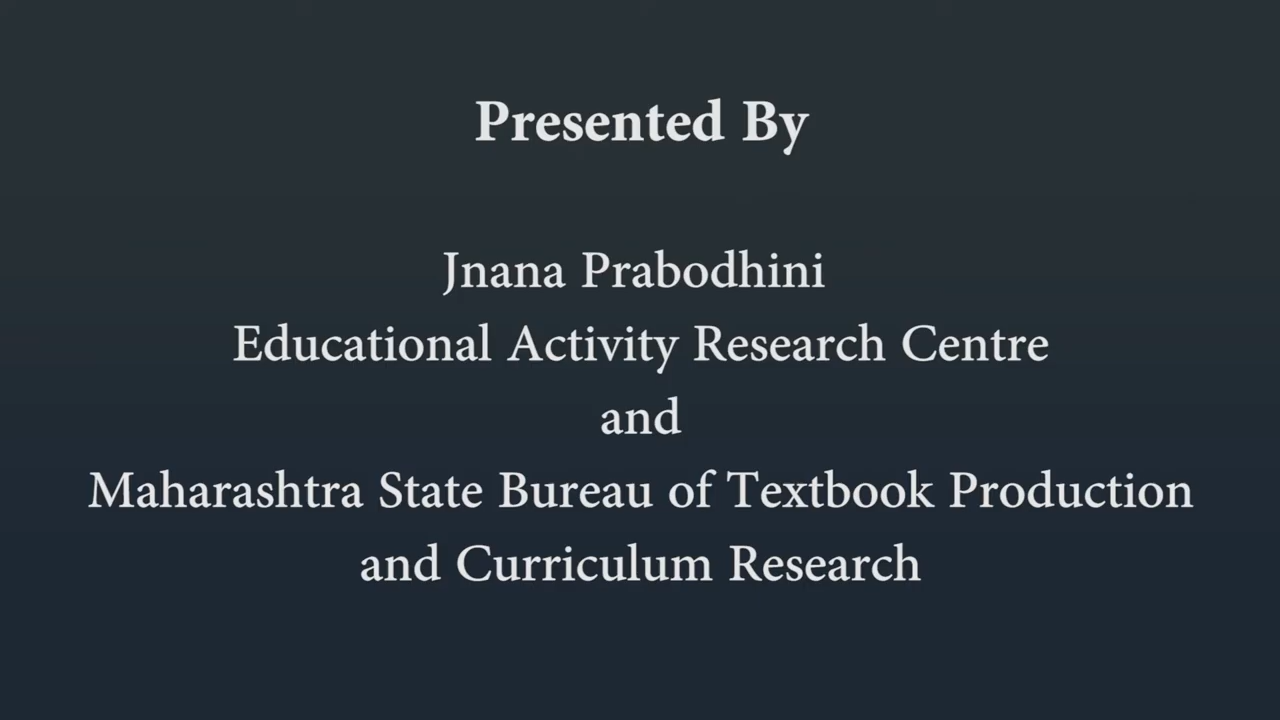 Presented By
Jnana Prabodhini
Educational Activity Research Centre
and
Maharashtra State Bureau of Textbook Production
and Curriculum Research